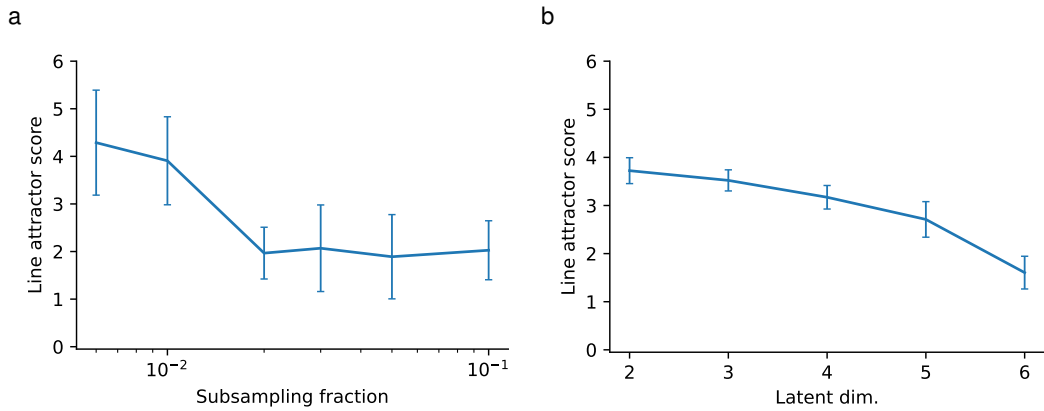 a
6
5
4
3
2
1
0
Line attractor score
10⁻²
10⁻¹
Subsampling fraction
b
6
5
4
3
2
1
0
Line attractor score
2 3 4 5 6
Latent dim.